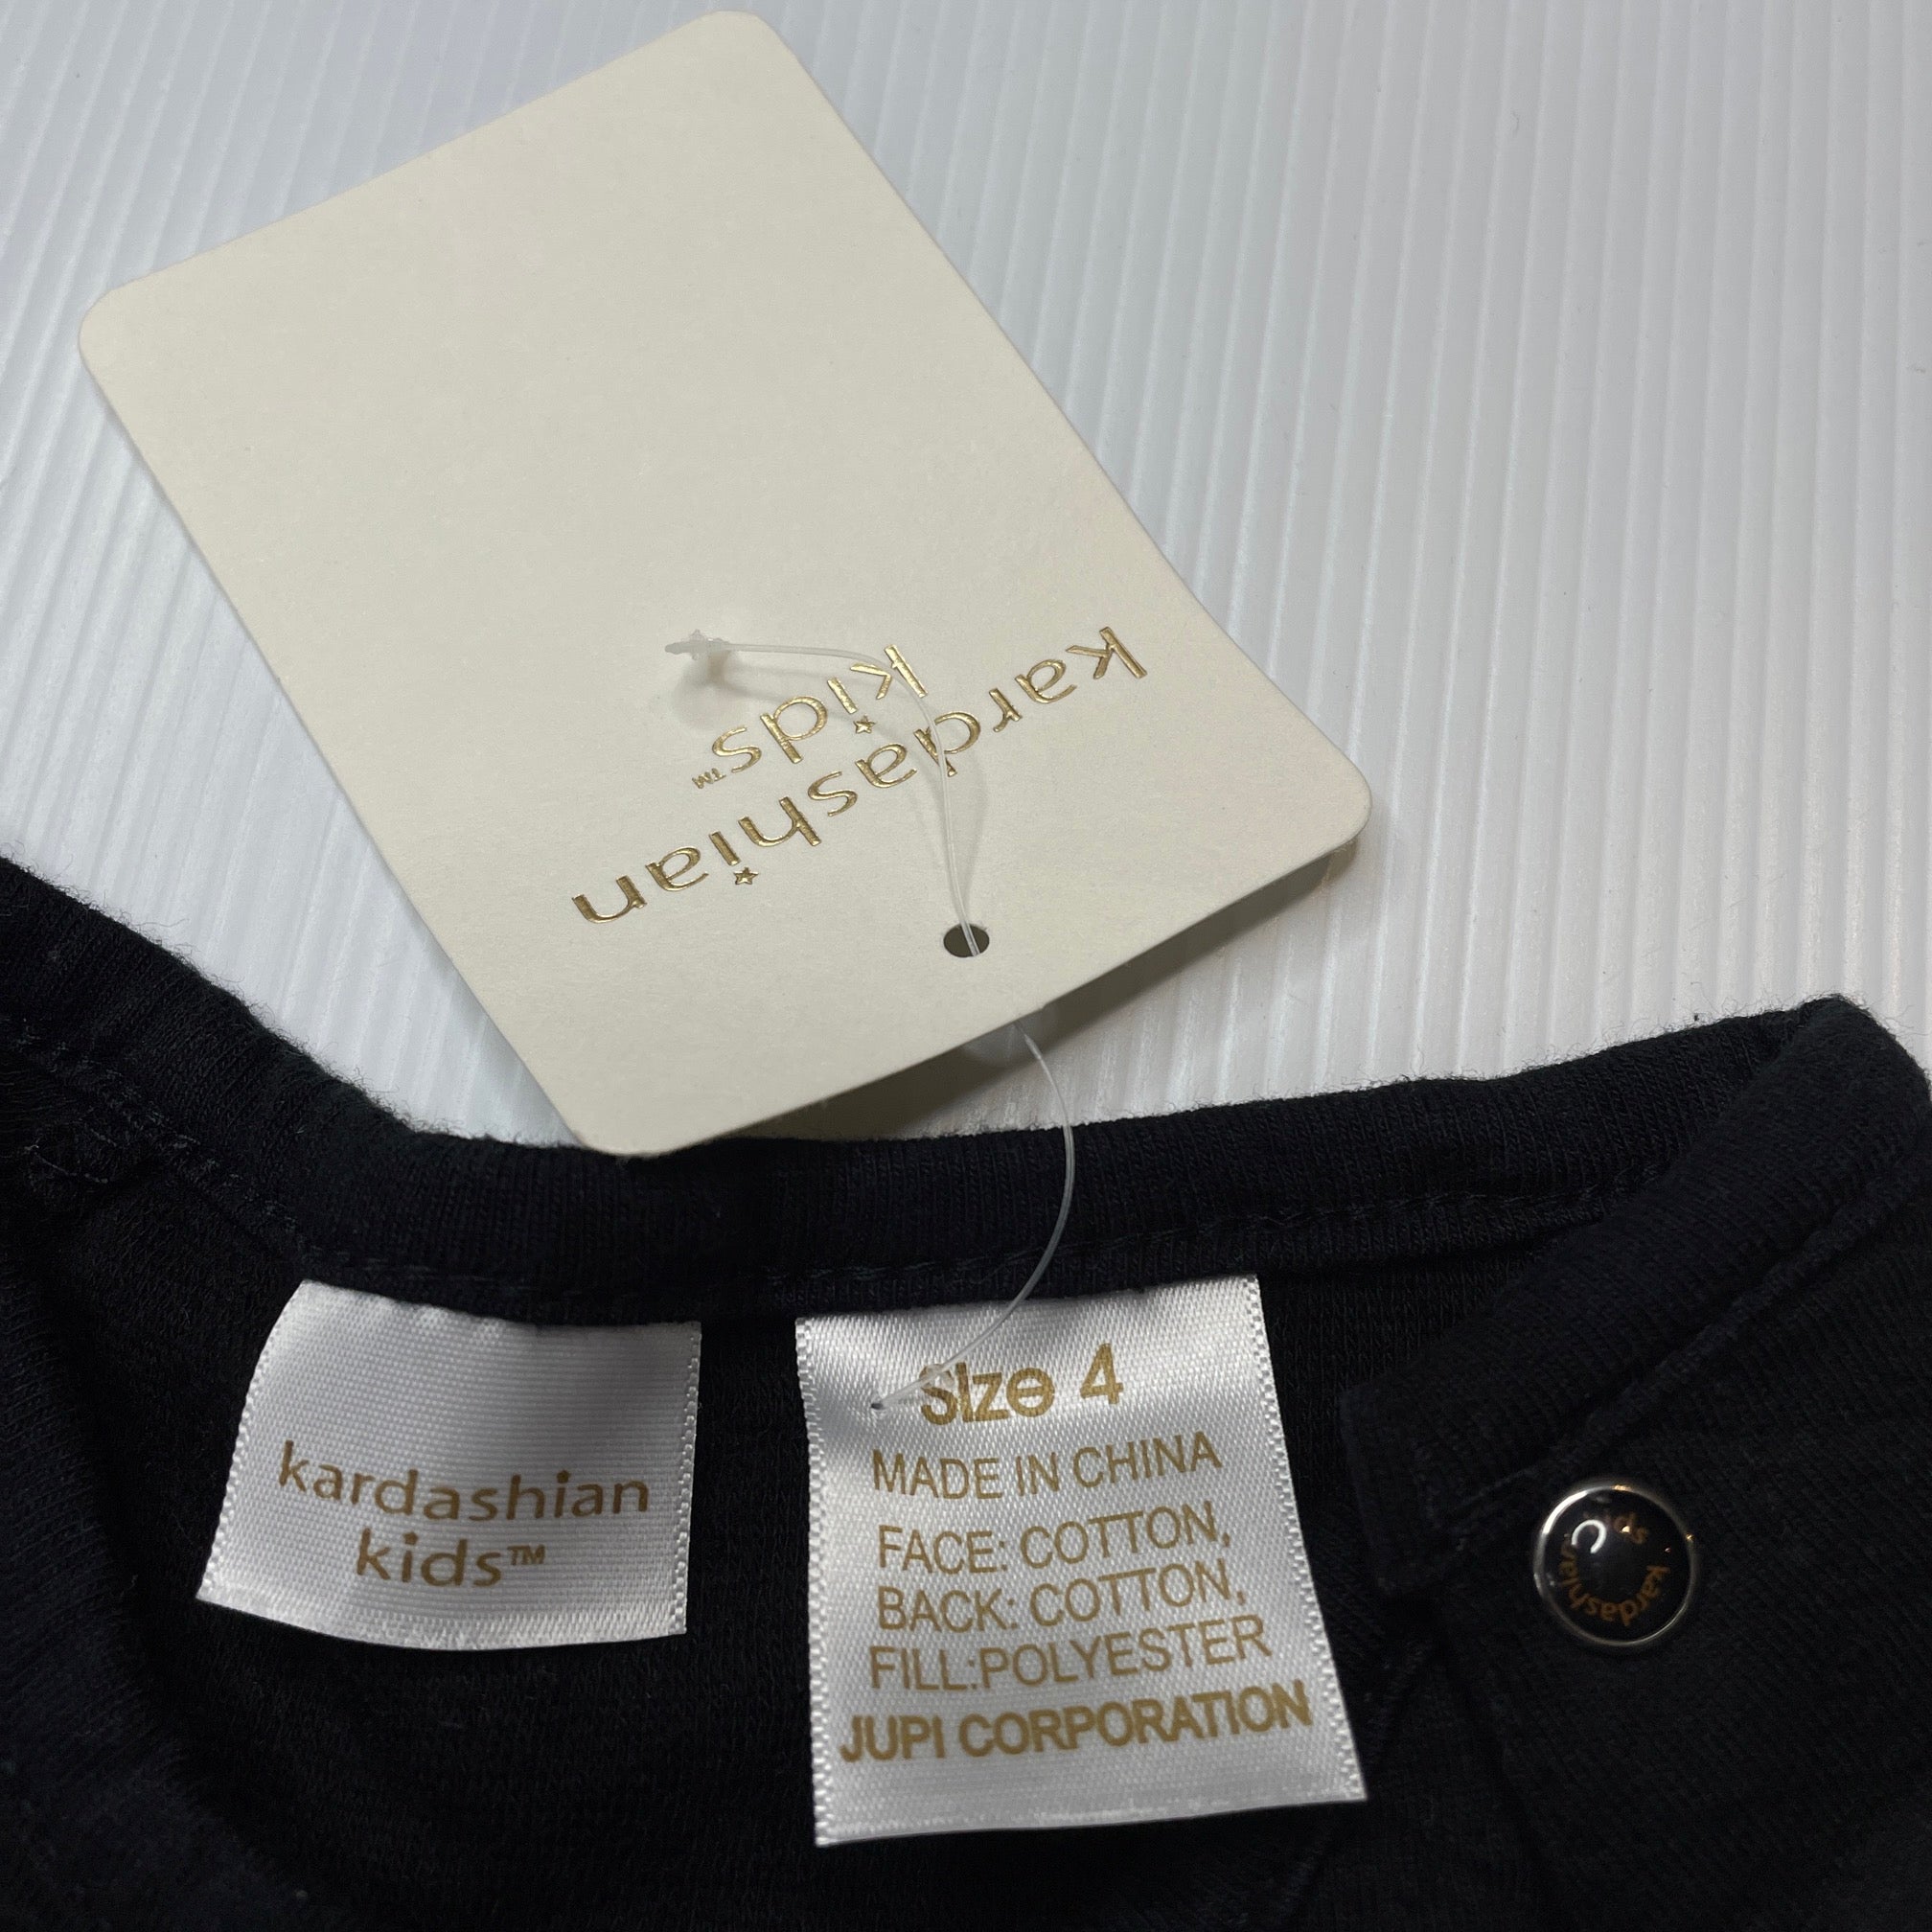 kardashian
kids™
kardashian
kids™
Size 4
MADE IN CHINA
FACE: COTTON,
BACK: COTTON,
FILL:POLYESTER
JUPI CORPORATION
kardashian
kids